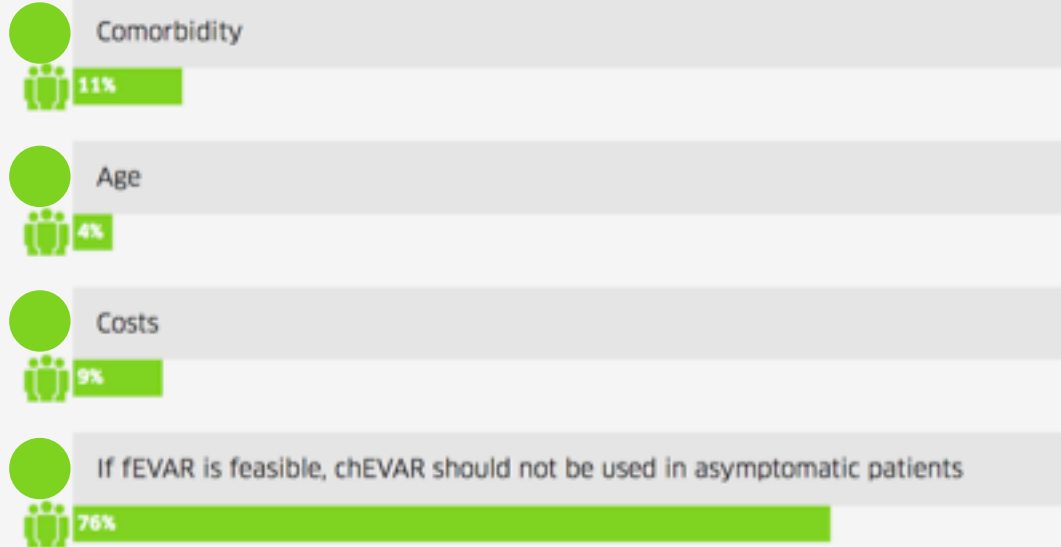 Comorbidity
11%
Age
4%
Costs
9%
If fEVAR is feasible, chEVAR should not be used in asymptomatic patients
76%